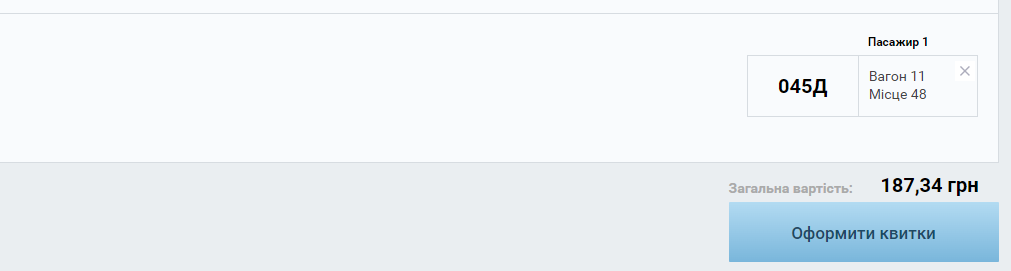 Пасажир 1
045Д
Вагон 11
Місце 48
Загальна вартість: 187,34 грн
Оформити квитки